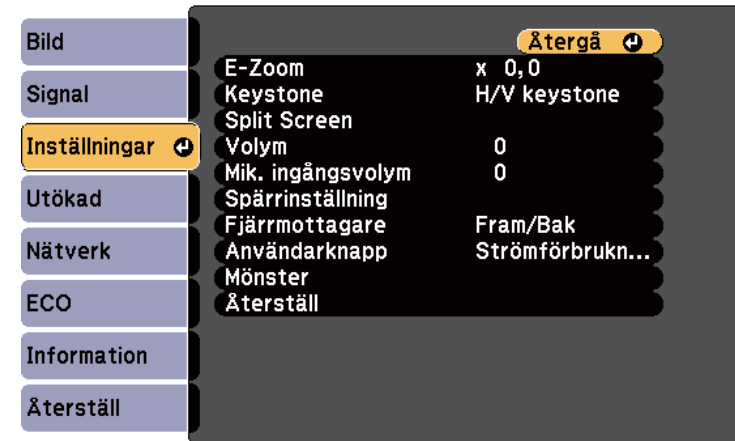 Bild
Signal
Inställningar
Utökad
Nätverk
ECO
Information
Återställ
Återgå
E-Zoom x 0,0
Keystone H/V keystone
Split Screen
Volym 0
Mik. ingångsvolym 0
Spärrinställning
Fjärrmottagare Fram/Bak
Användarknapp Strömförbrukn...
Mönster
Återställ